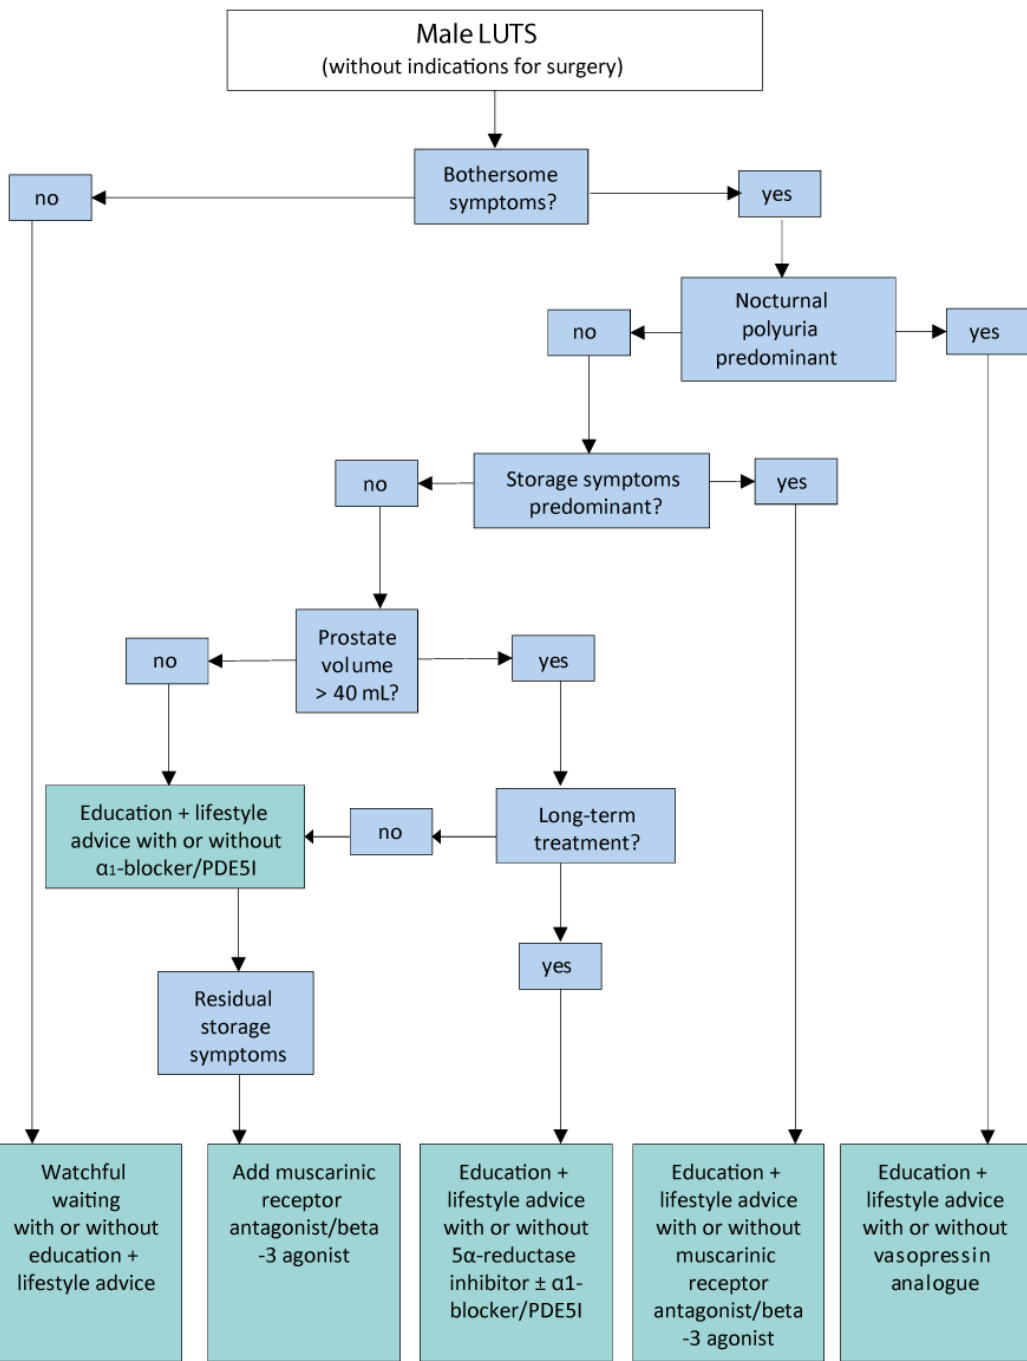 Male LUTS
(without indications for surgery)
Bothersome
symptoms?
no
yes
Nocturnal
polyuria
predominant
no
yes
Storage symptoms
predominant?
no
yes
Prostate
volume
> 40 mL?
no
yes
Education + lifestyle
advice with or without
α1-blocker/PDE5I
no
Long-term
treatment?
yes
Residual
storage
symptoms
Watchful
waiting
with or without
education +
lifestyle advice
Add muscarinic
receptor
antagonist/beta
-3 agonist
Education +
lifestyle advice
with or without
5α-reductase
inhibitor ± α1-
blocker/PDE5I
Education +
lifestyle advice
with or without
muscarinic
receptor
antagonist/beta
-3 agonist
Education +
lifestyle advice
with or without
vasopressin
analogue